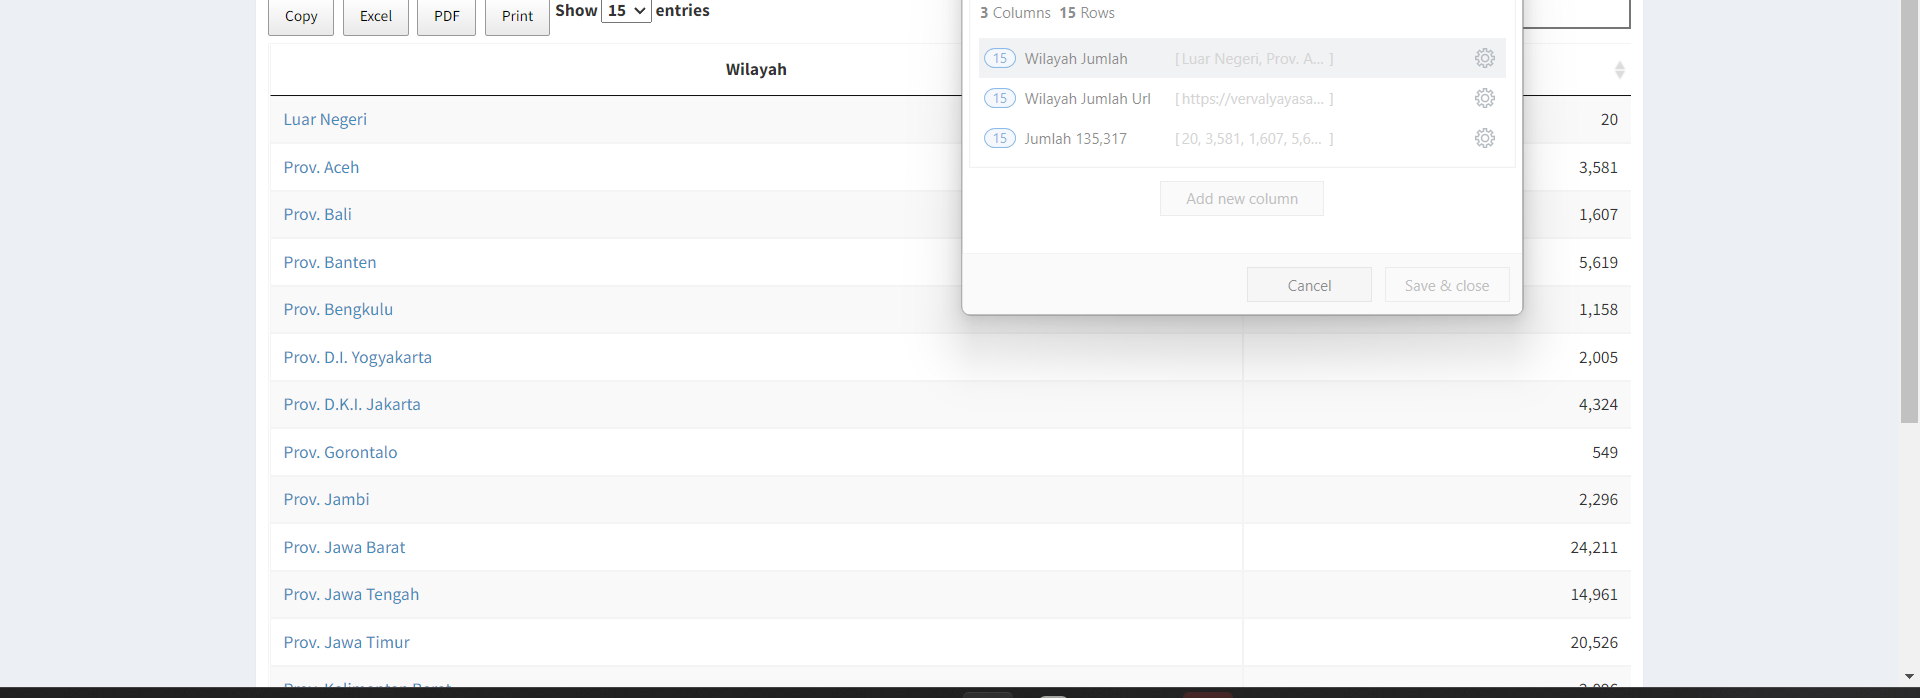 Copy Excel PDF Print Show 15 entries
3 Columns 15 Rows
Wilayah
15 Wilayah Jumlah [Luar Negeri, Prov. A... ]
15 Wilayah Jumlah Url [https://vervalyayasa... ]
15 Jumlah 135,317 [20, 3,581, 1,607, 5,6... ]
Add new column
Cancel Save & close
Luar Negeri 20
Prov. Aceh 3,581
Prov. Bali 1,607
Prov. Banten 5,619
Prov. Bengkulu 1,158
Prov. D.I. Yogyakarta 2,005
Prov. D.K.I. Jakarta 4,324
Prov. Gorontalo 549
Prov. Jambi 2,296
Prov. Jawa Barat 24,211
Prov. Jawa Tengah 14,961
Prov. Jawa Timur 20,526
Prov. Kalimantan Barat